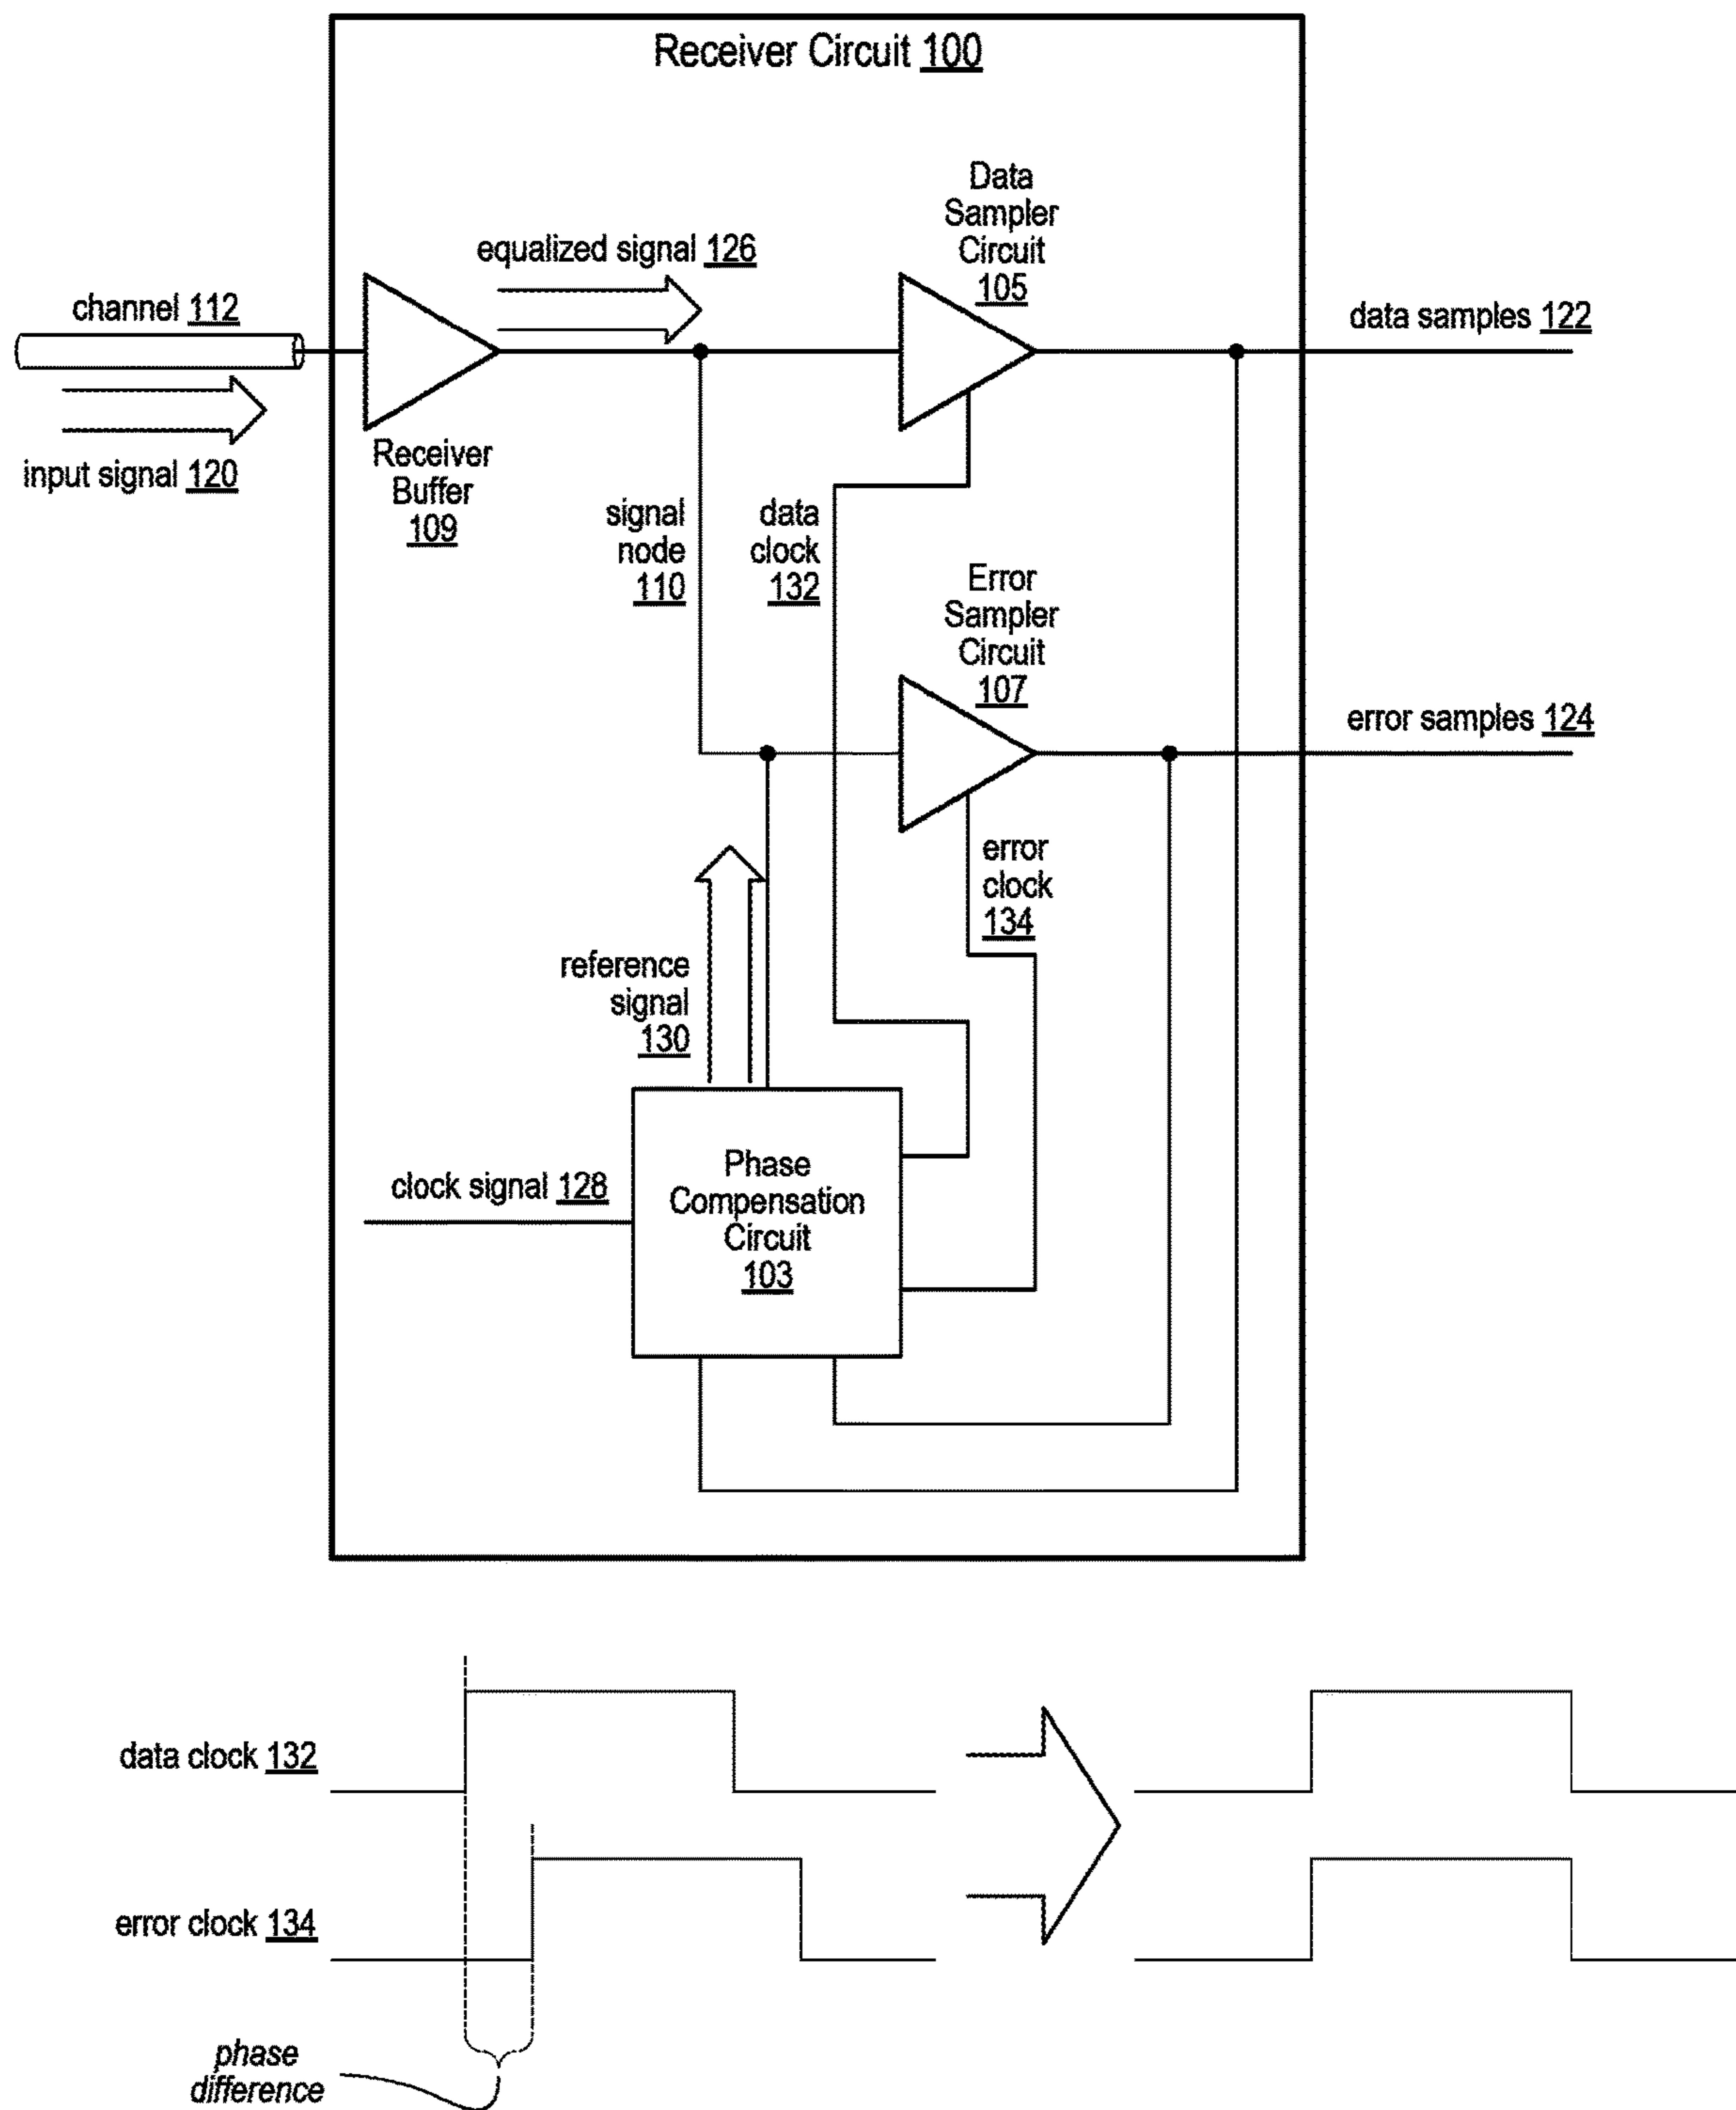 Receiver Circuit 100
Data
Sampler
Circuit
105
equalized signal 126
channel 112
data samples 122
input signal 120
Receiver
Buffer
109
signal
node
110
data
clock
132
Error
Sampler
Circuit
107
error samples 124
error
clock
134
reference
signal
130
Phase
Compensation
Circuit
103
clock signal 128
data clock 132
error clock 134
phase
difference